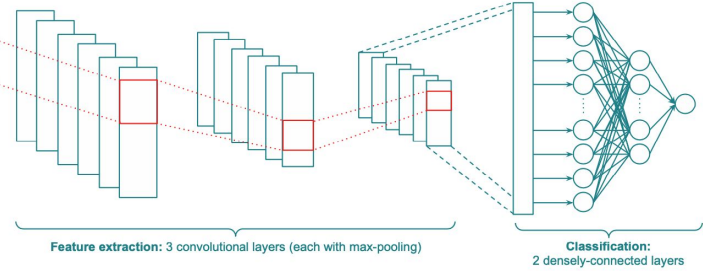 Feature extraction: 3 convolutional layers (each with max-pooling)
Classification:
2 densely-connected layers